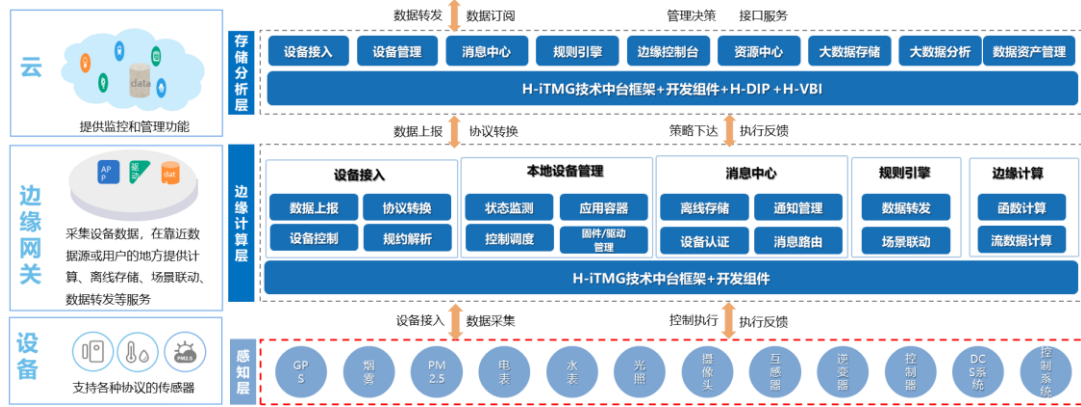 数据转发 数据订阅 管理决策 接口服务
云
data
提供监控和管理功能
存储分析层
设备接入 设备管理 消息中心 规则引擎 边缘控制台 资源中心 大数据存储 大数据分析 数据资产管理
H-iTMG技术中台框架+开发组件+H-DIP+H-VBI
数据上报 协议转换 策略下达 执行反馈
边缘网关
AP
P
驱动
dat
采集设备数据，在靠近数
据源或用户的地方提供计
算、离线存储、场景联动、
数据转发等服务
边缘计算层
设备接入 本地设备管理 消息中心 规则引擎 边缘计算
数据上报 协议转换 状态监测 应用容器 离线存储 通知管理 数据转发 函数计算
设备控制 规约解析 控制调度 固件/驱动
管理 设备认证 消息路由 场景联动 流数据计算
H-iTMG技术中台框架+开发组件
设备接入 数据采集 控制执行 执行反馈
设备
PM2.5
支持各种协议的传感器
感知层
GP
S
烟雾
PM
2.5
电表
水表
光照
摄像头
互感器
逆变器
控制器
DC
S系统
控制系统